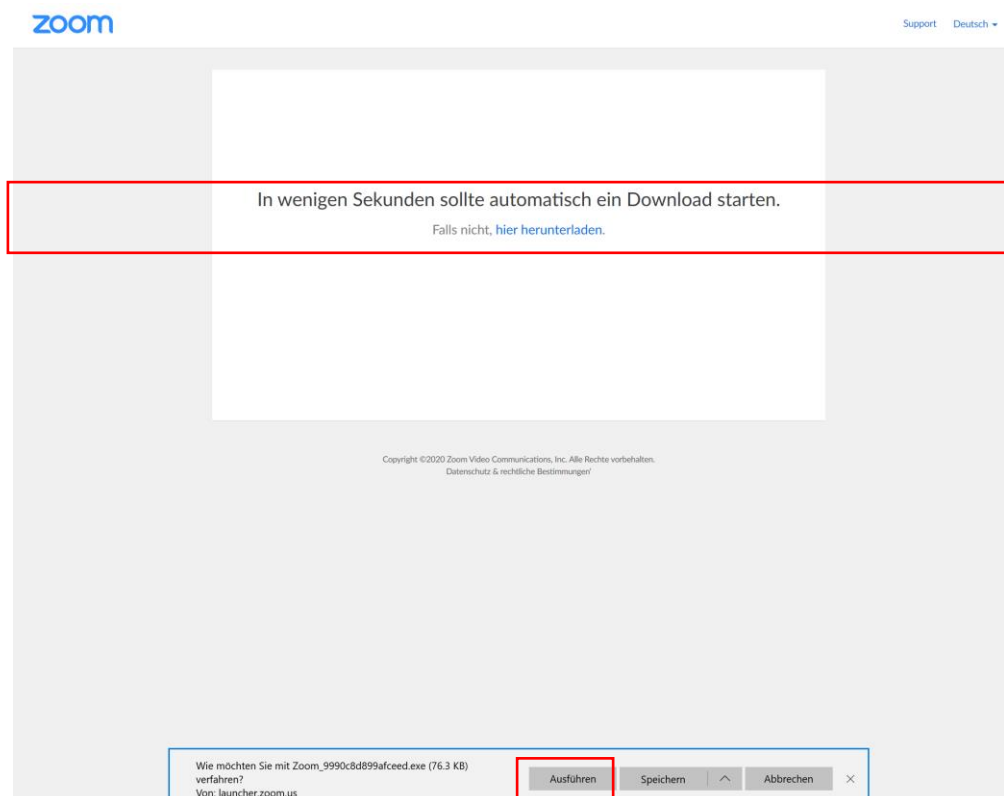 zoom
Support Deutsch
In wenigen Sekunden sollte automatisch ein Download starten.
Falls nicht, hier herunterladen.
Copyright ©2020 Zoom Video Communications, Inc. Alle Rechte vorbehalten.
Datenschutz & rechtliche Bestimmungen'
Wie möchten Sie mit Zoom_9990c8d899afceed.exe (76.3 KB)
verfahren?
Von: launcher.zoom.us
Ausführen Speichern Abbrechen